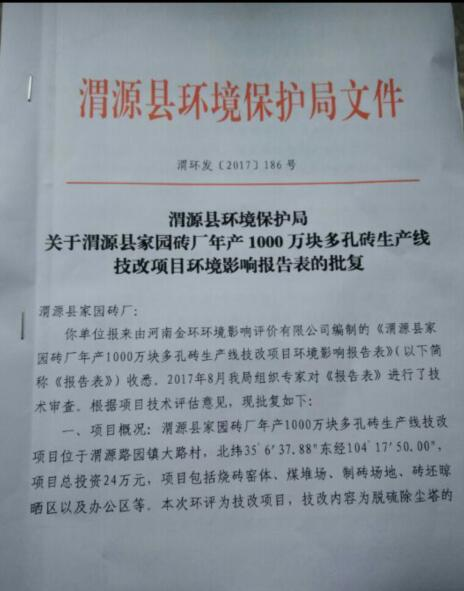 渭源县环境保护局文件
渭环发〔2017〕186号
渭源县环境保护局
关于渭源县家园砖厂年产1000万块多孔砖生产线
技改项目环境影响报告表的批复
渭源县家园砖厂:
你单位报来由河南金环环境影响评价有限公司编制的《渭源县家
园砖厂年产1000万块多孔砖生产线技改项目环境影响报告表》(以下简
称《报告表》)收悉。2017年8月我局组织专家对《报告表》进行了技
术审查。根据项目技术评估意见,现批复如下:
一、项目概况:渭源县家园砖厂年产1000万块多孔砖生产线技改
项目位于渭源路园镇大路村,北纬35°6'37.88"东经104°17'50.00",
项目总投资24万元,项目包括烧砖窑体、煤堆场、制砖场地、砖坯晾
晒区以及办公区等。本次环评为技改项目,技改内容为脱硫除尘塔的